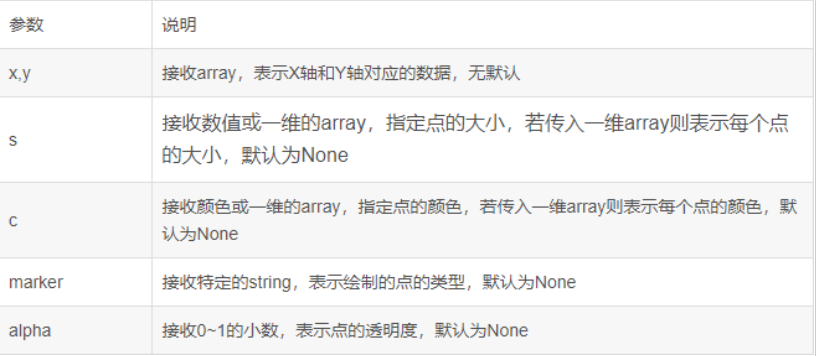 参数 说明
x,y 接收array，表示X轴和Y轴对应的数据，无默认
s 接收数值或一维的array，指定点的大小，若传入一维array则表示每个点
的大小，默认为None
c 接收颜色或一维的array，指定点的颜色，若传入一维array则表示每个点的颜色，默
认为None
marker 接收特定的string，表示绘制的点的类型，默认为None
alpha 接收0~1的小数，表示点的透明度，默认为None